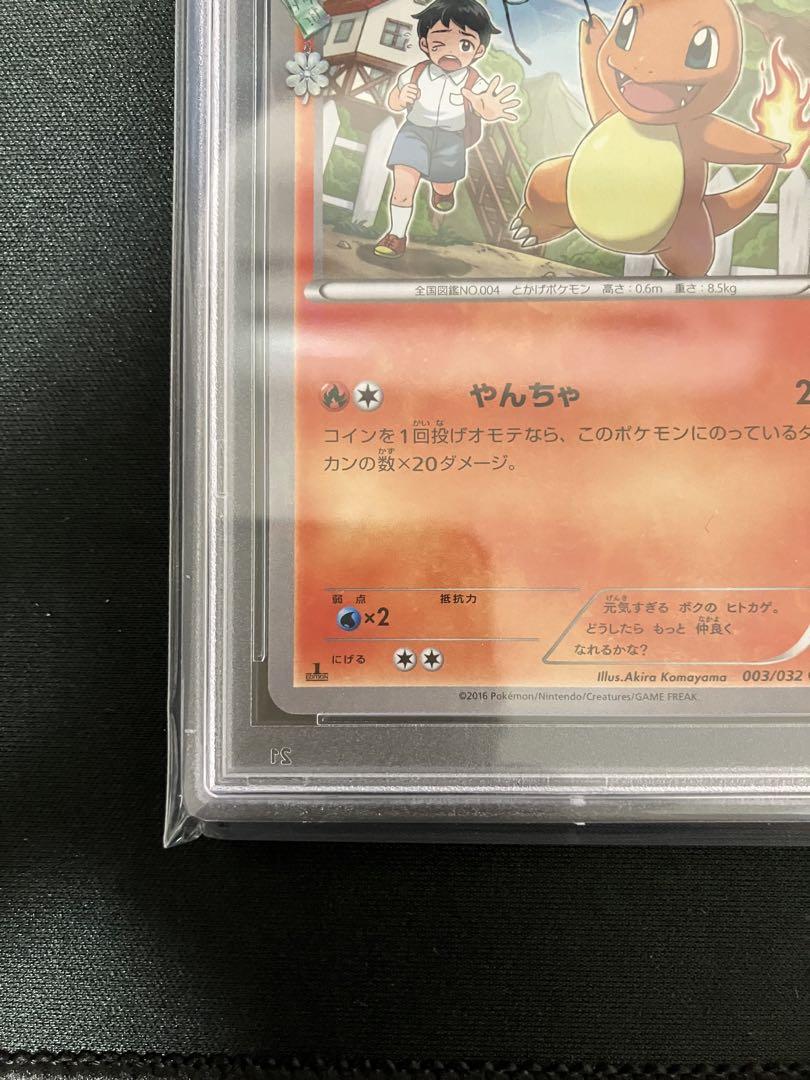 全国図鑑NO.004 とかげポケモン 高さ:0.6m 重さ:8.5kg
やんちゃ 2
コインを1回投げオモテなら、このポケモンにのっているダ
カンの数×20ダメージ。
弱点 抵抗力
×2
にげる
元気すぎる ボクの ヒトカゲ。
どうしたら もっと 仲良く
なれるかな?
1 EDITION
Illus.Akira Komayama 003/032
©2016 Pokémon/Nintendo/Creatures/GAME FREAK
21